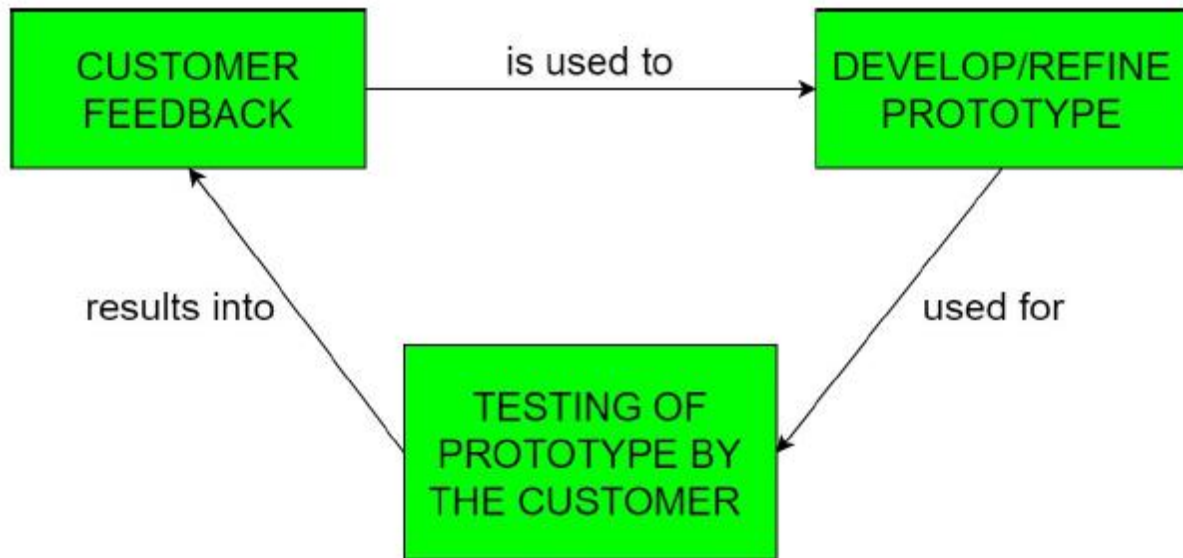 CUSTOMER
FEEDBACK
is used to
DEVELOP/REFINE
PROTOTYPE
results into
used for
TESTING OF
PROTOTYPE BY
THE CUSTOMER